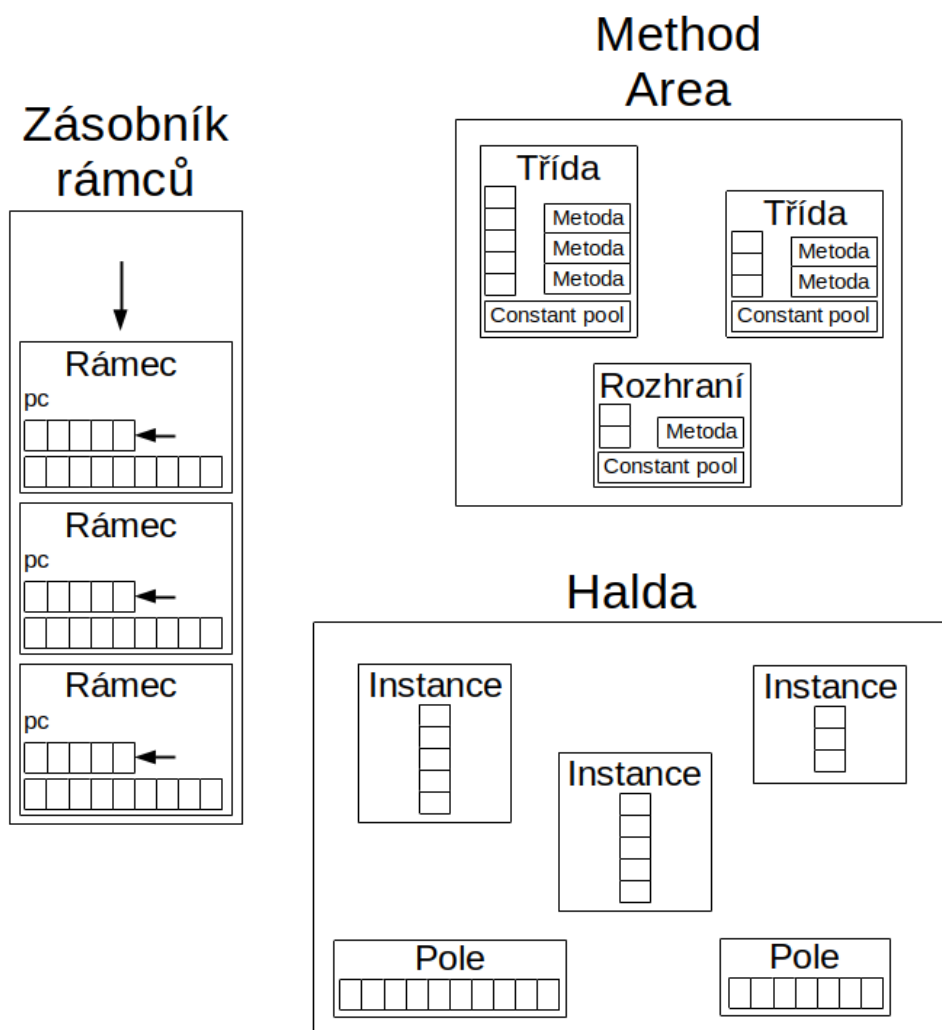 Zásobník
rámců
Rámec
pc
Rámec
pc
Rámec
pc
Method
Area
Třída
Metoda
Metoda
Metoda
Constant pool
Třída
Metoda
Metoda
Constant pool
Rozhraní
Metoda
Constant pool
Halda
Instance
Instance
Instance
Pole
Pole